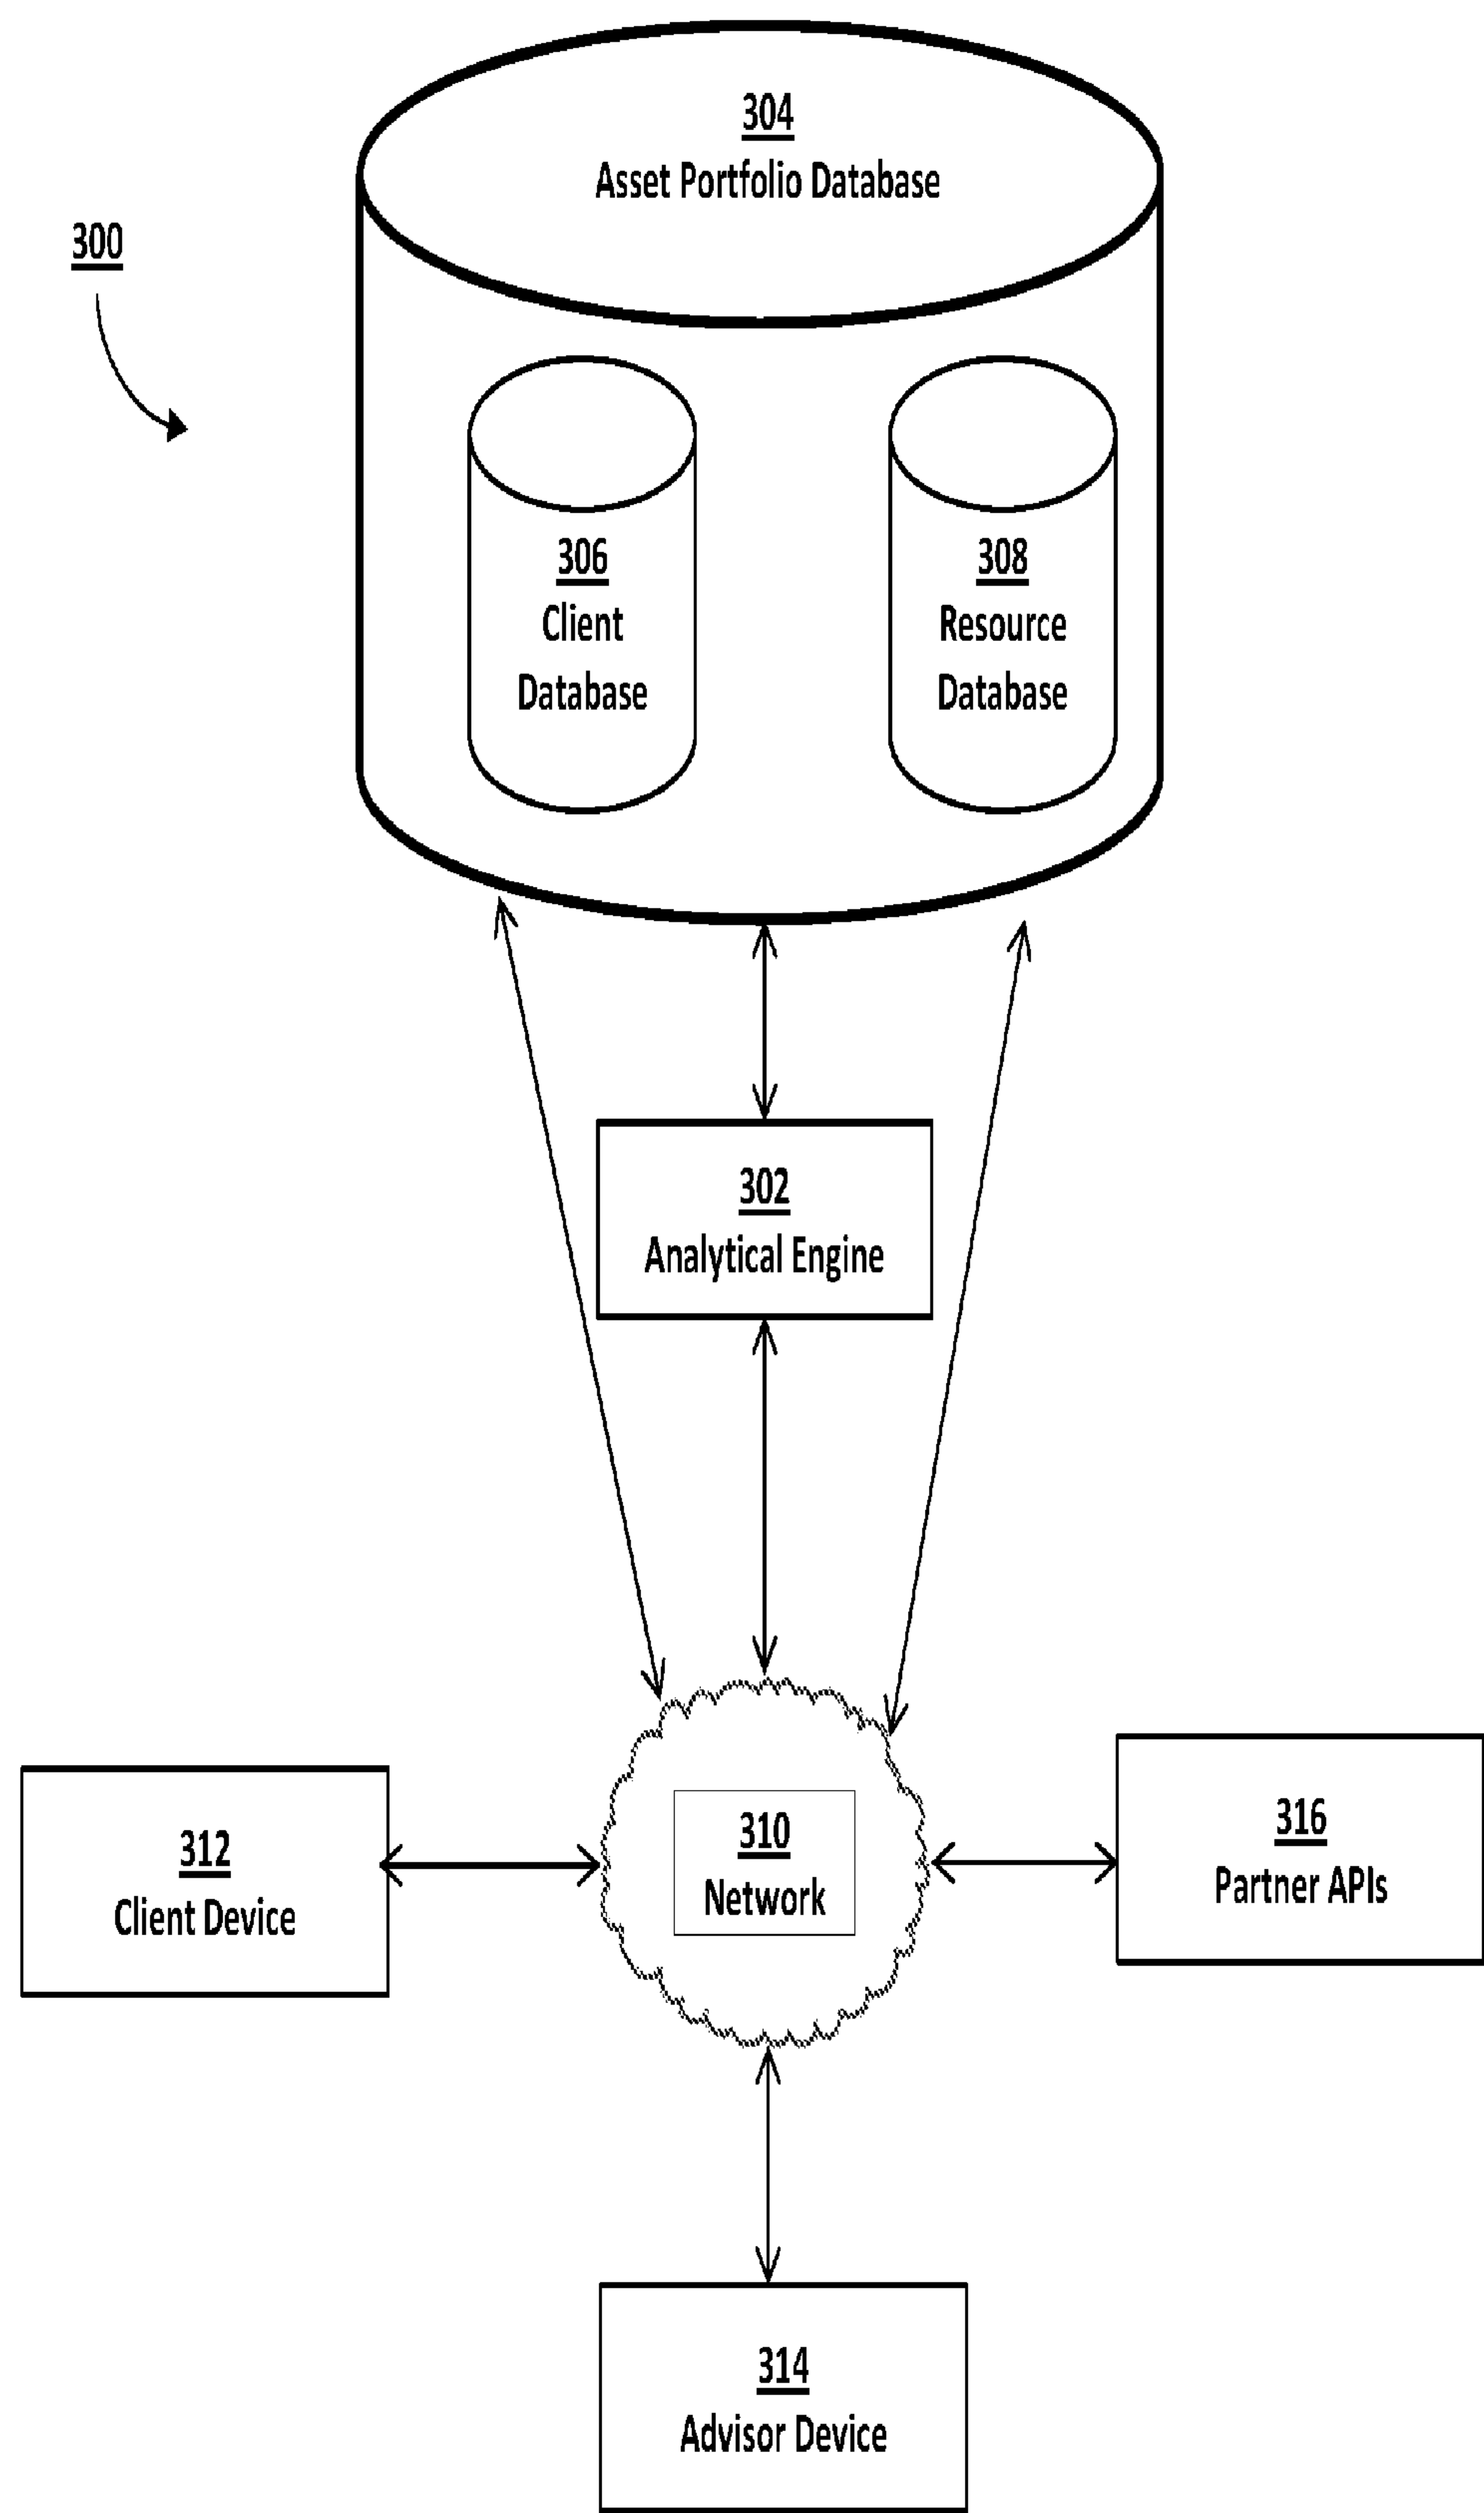 304
Asset Portfolio Database
300
306
Client
Database
308
Resource
Database
302
Analytical Engine
310
Network
312
Client Device
316
Partner APIs
314
Advisor Device